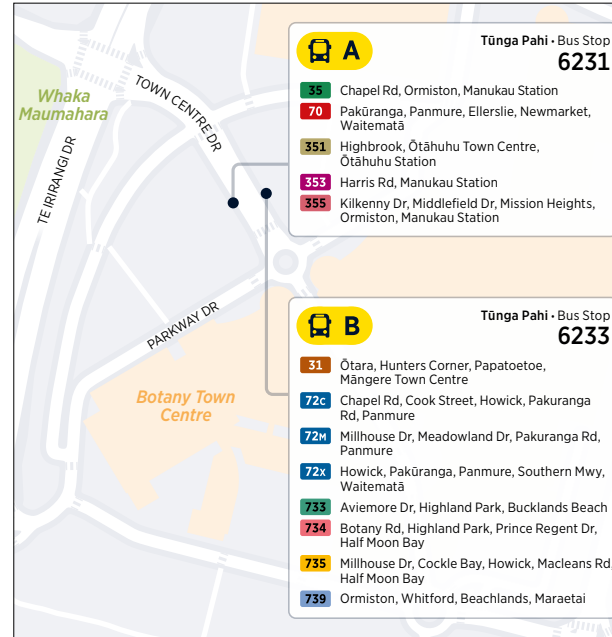 Whaka
Maumahara
TOWN CENTRE DR
TE IRIRANGI DR
PARKWAY DR
Botany Town
Centre
A
Tūnga Pahi • Bus Stop
6231
35 Chapel Rd, Ormiston, Manukau Station
70 Pakūranga, Panmure, Ellerslie, Newmarket,
Waitematā
351 Highbrook, Ōtāhuhu Town Centre,
Ōtāhuhu Station
353 Harris Rd, Manukau Station
355 Kilkenny Dr, Middlefield Dr, Mission Heights,
Ormiston, Manukau Station
B
Tūnga Pahi • Bus Stop
6233
31 Ōtara, Hunters Corner, Papatoetoe,
Māngere Town Centre
72C Chapel Rd, Cook Street, Howick, Pakuranga
Rd, Panmure
72M Millhouse Dr, Meadowland Dr, Pakuranga Rd,
Panmure
72X Howick, Pakūranga, Panmure, Southern Mwy,
Waitematā
733 Aviemore Dr, Highland Park, Bucklands Beach
734 Botany Rd, Highland Park, Prince Regent Dr,
Half Moon Bay
735 Millhouse Dr, Cockle Bay, Howick, Macleans Rd,
Half Moon Bay
739 Ormiston, Whitford, Beachlands, Maraetai